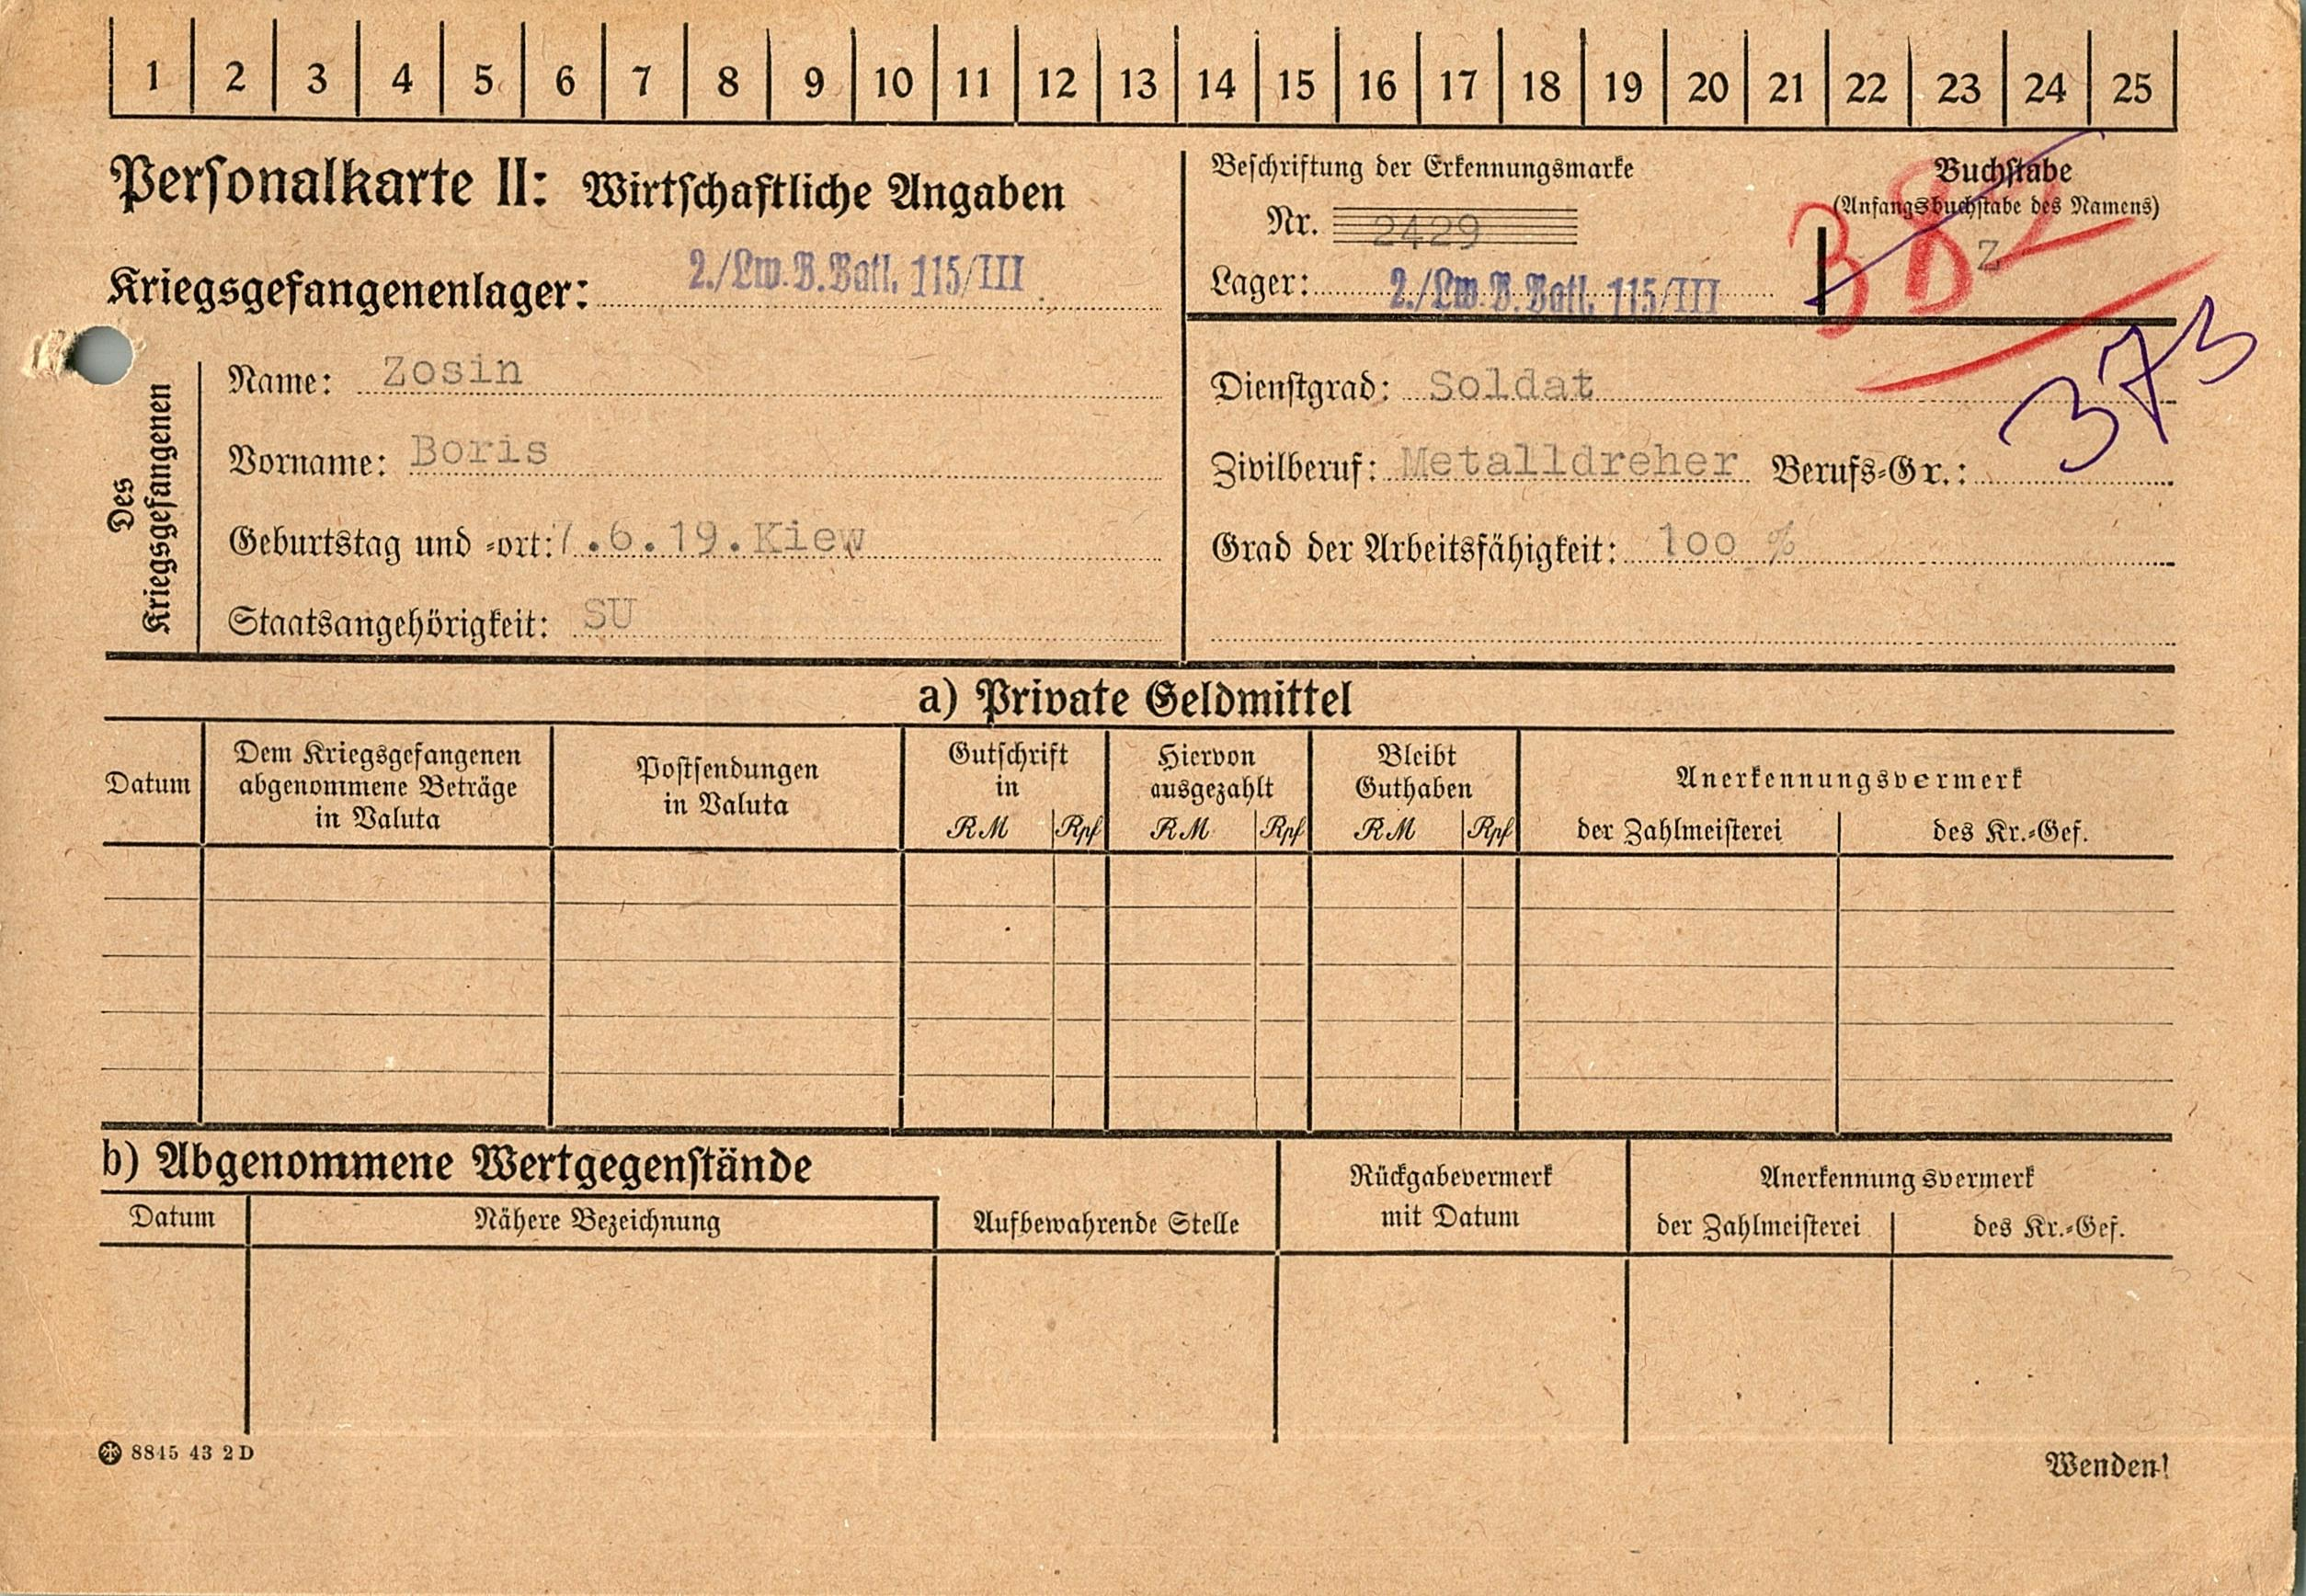 1 2 3 4 5 6 7 8 9 10 11 12 13 14 15 16 17 18 19 20 21 22 23 24 25
Personalkarte II: Wirtschaftliche Angaben
Kriegsgefangenenlager: 2./Lw.B.Batl. 115/III
Beschriftung der Erkennungsmarke
Nr. 2429
Lager: 2./Lw.B.Batl. 115/III
Buchstabe
(Anfangsbuchstabe des Namens)
Z
382
373
Des Kriegsgefangenen
Name: Zosin
Vorname: Boris
Geburtstag und -ort: 7.6.19. Kiew
Staatsangehörigkeit: SU
Dienstgrad: Soldat
Zivilberuf: Metalldreher Berufs-Gr.:
Grad der Arbeitsfähigkeit: 100 %
a) Private Geldmittel
Datum
Dem Kriegsgefangenen
abgenommene Beträge
in Valuta
Postsendungen
in Valuta
Gutschrift
in
RM Rpf
Hiervon
ausgezahlt
RM Rpf
Bleibt
Guthaben
RM Rpf
Anerkennungsvermerk
der Zahlmeisterei des Kr.-Gef.
b) Abgenommene Wertgegenstände
Datum Nähere Bezeichnung
Aufbewahrende Stelle
Rückgabevermerk
mit Datum
Anerkennungsvermerk
der Zahlmeisterei des Kr.-Gef.
8815 43 2D
Wenden!